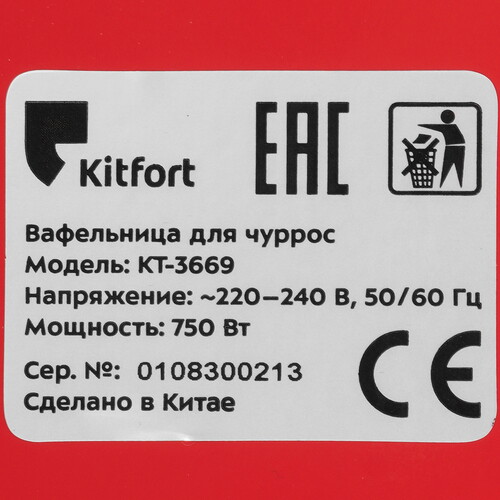 Kitfort
EAC
Вафельница для чуррос
Модель: КТ-3669
Напряжение: ~220–240 В, 50/60 Гц
Мощность: 750 Вт
Сер. №: 0108300213
Сделано в Китае
CE